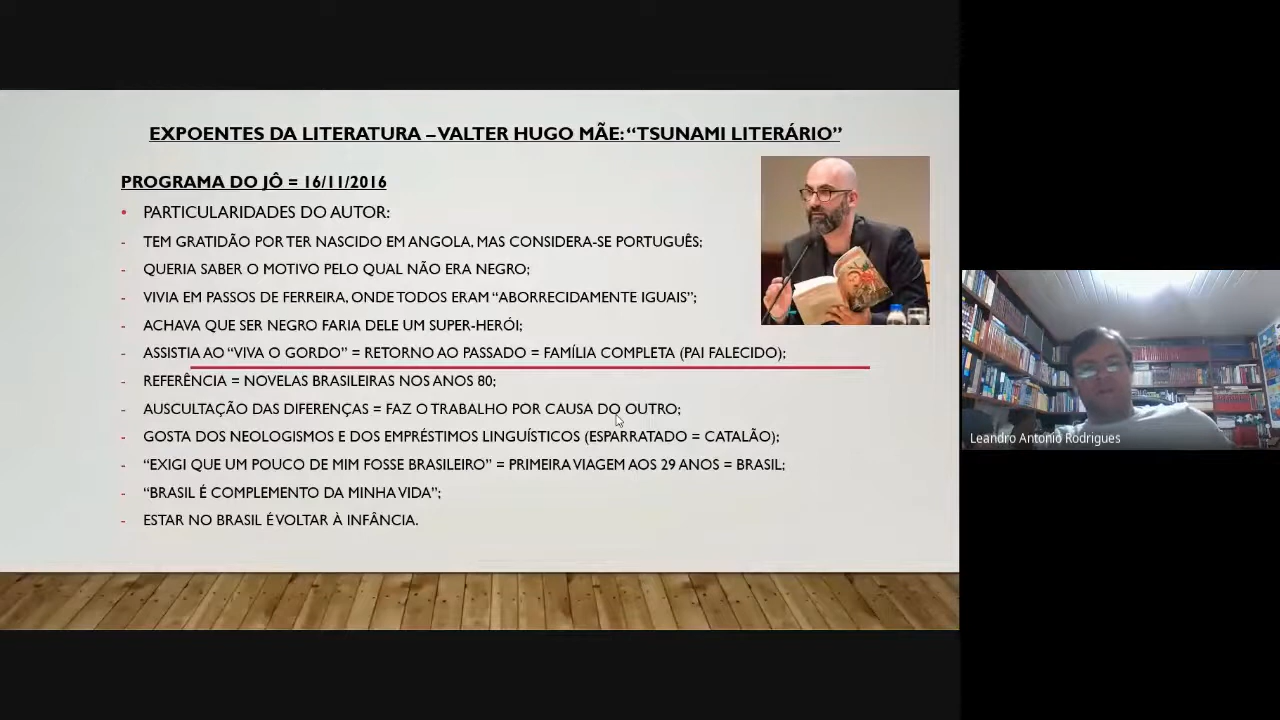 EXPOENTES DA LITERATURA – VALTER HUGO MÃE: “TSUNAMI LITERÁRIO”
PROGRAMA DO JÔ = 16/11/2016
• PARTICULARIDADES DO AUTOR:
- TEM GRATIDÃO POR TER NASCIDO EM ANGOLA, MAS CONSIDERA-SE PORTUGUÊS;
- QUERIA SABER O MOTIVO PELO QUAL NÃO ERA NEGRO;
- VIVIA EM PASSOS DE FERREIRA, ONDE TODOS ERAM “ABORRECIDAMENTE IGUAIS”;
- ACHAVA QUE SER NEGRO FARIA DELE UM SUPER-HERÓI;
- ASSISTIA AO “VIVA O GORDO” = RETORNO AO PASSADO = FAMÍLIA COMPLETA (PAI FALECIDO);
- REFERÊNCIA = NOVELAS BRASILEIRAS NOS ANOS 80;
- AUSCULTAÇÃO DAS DIFERENÇAS = FAZ O TRABALHO POR CAUSA DO OUTRO;
- GOSTA DOS NEOLOGISMOS E DOS EMPRÉSTIMOS LINGUÍSTICOS (ESPARRATADO = CATALÃO);
- “EXIGI QUE UM POUCO DE MIM FOSSE BRASILEIRO” = PRIMEIRA VIAGEM AOS 29 ANOS = BRASIL;
- “BRASIL É COMPLEMENTO DA MINHA VIDA”;
- ESTAR NO BRASIL É VOLTAR À INFÂNCIA.
Leandro Antonio Rodrigues